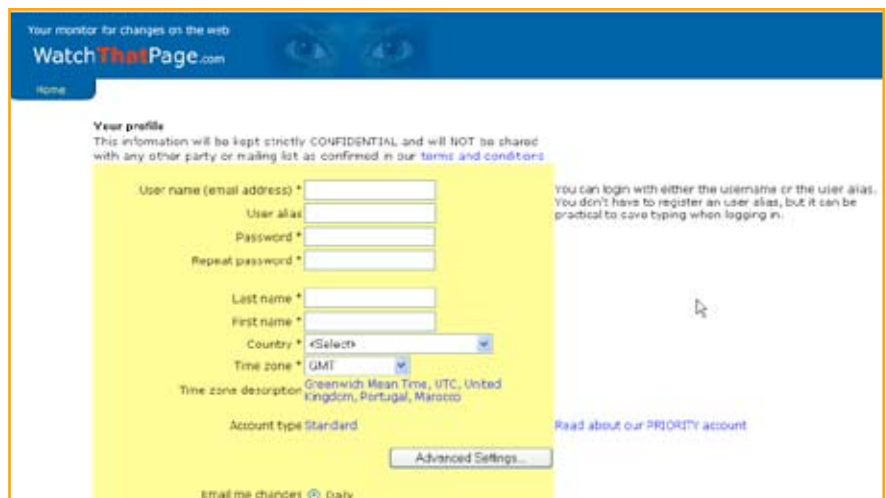 Your monitor for changes on the web
WatchThatPage.com
Home
Your profile
This information will be kept strictly CONFIDENTIAL and will NOT be shared
with any other party or mailing list as confirmed in our terms and conditions
User name (email address) *
You can login with either the username or the user alias.
User alias
You don't have to register an user alias, but it can be
practical to save typing when logging in.
Password *
Repeat password *
Last name *
First name *
Country * <Select>
Time zone * GMT
Time zone description Greenwich Mean Time, UTC, United
Kingdom, Portugal, Marocco
Account type Standard
Read about our PRIORITY account
Advanced Settings...
Email me changes Daily